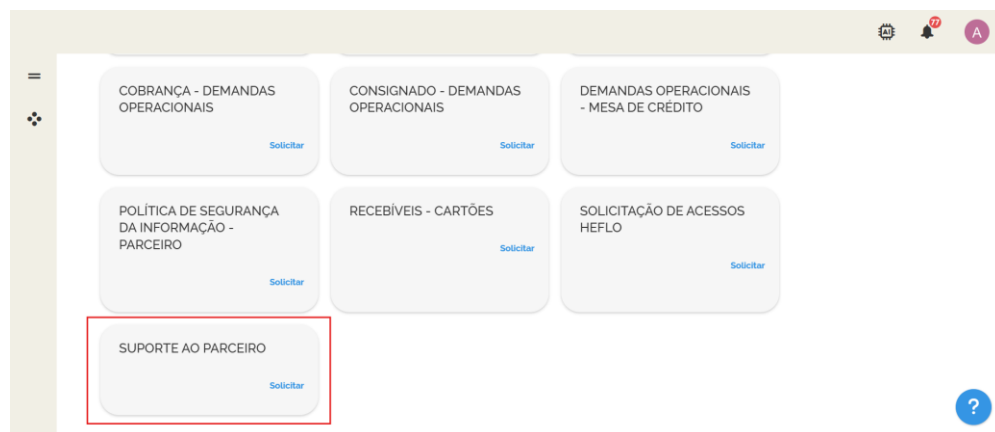 AI
77
A
COBRANÇA - DEMANDAS
OPERACIONAIS
Solicitar
CONSIGNADO - DEMANDAS
OPERACIONAIS
Solicitar
DEMANDAS OPERACIONAIS
- MESA DE CRÉDITO
Solicitar
POLÍTICA DE SEGURANÇA
DA INFORMAÇÃO -
PARCEIRO
Solicitar
RECEBÍVEIS - CARTÕES
Solicitar
SOLICITAÇÃO DE ACESSOS
HEFLO
Solicitar
SUPORTE AO PARCEIRO
Solicitar
?